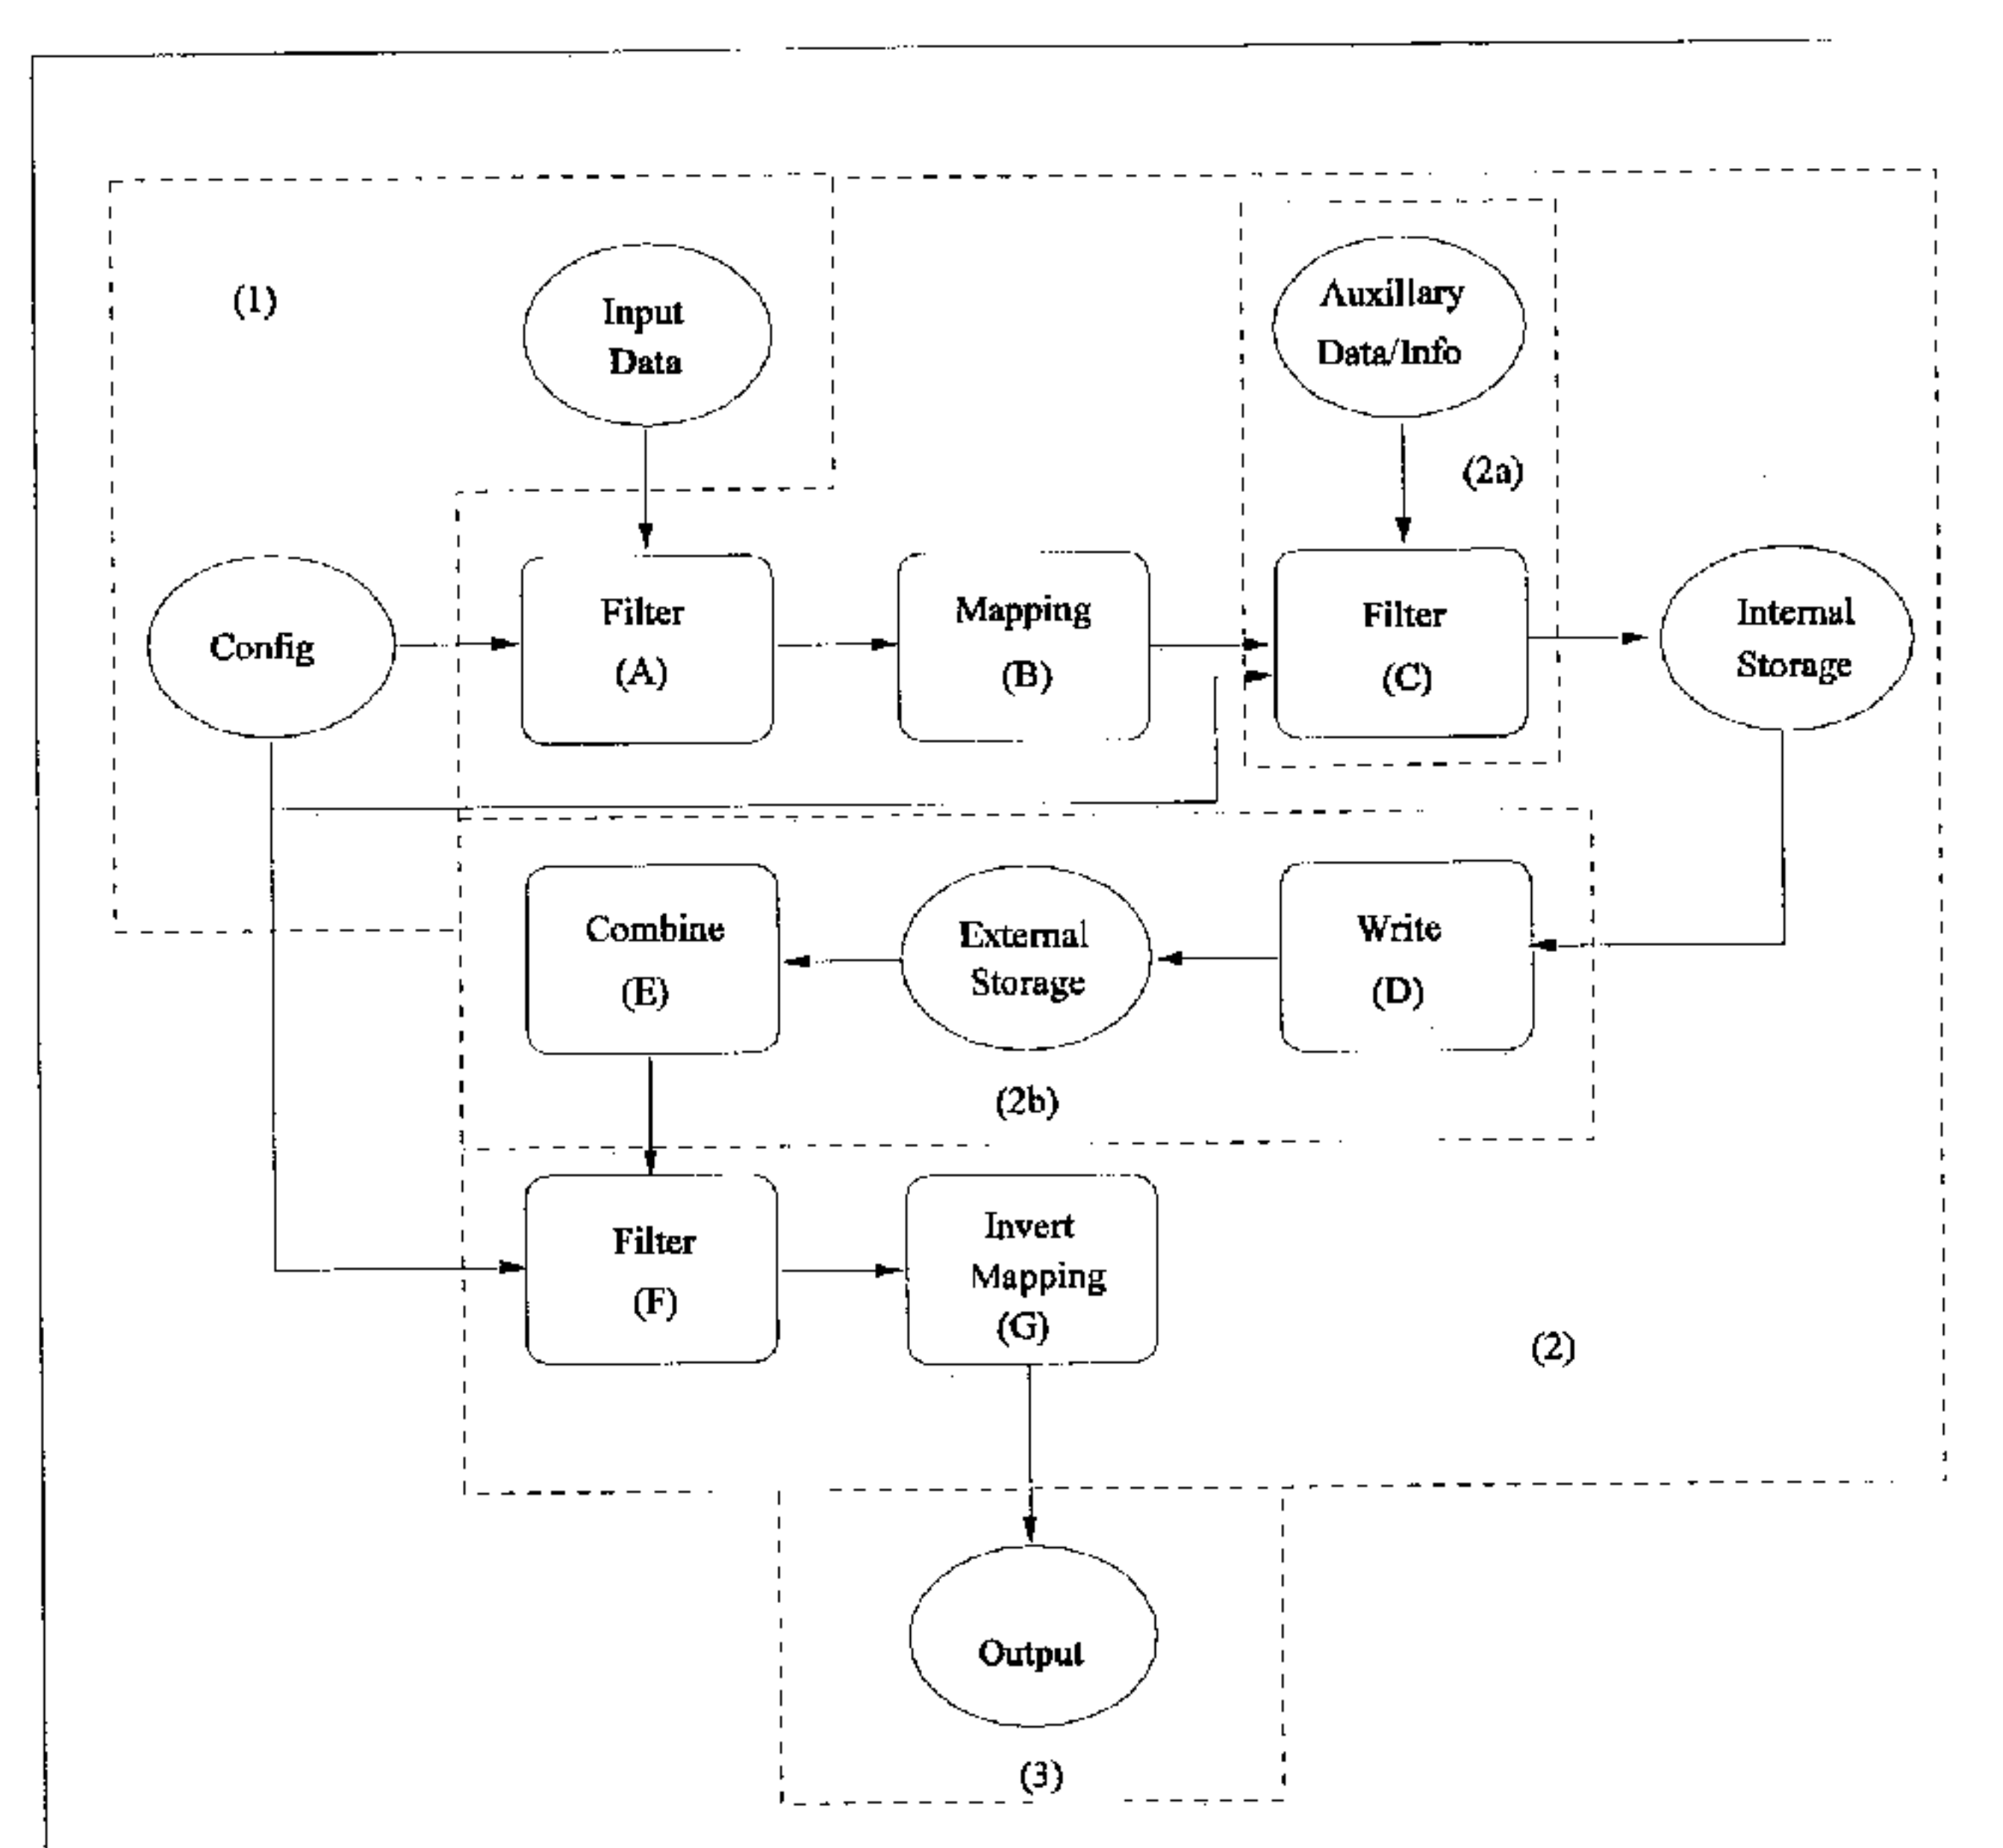 (1)
Input
Data
Auxillary
Data/Info
(2a)
Config
Filter
(A)
Mapping
(B)
Filter
(C)
Internal
Storage
Combine
(E)
External
Storage
Write
(D)
(2b)
Filter
(F)
Invert
Mapping
(G)
(2)
Output
(3)